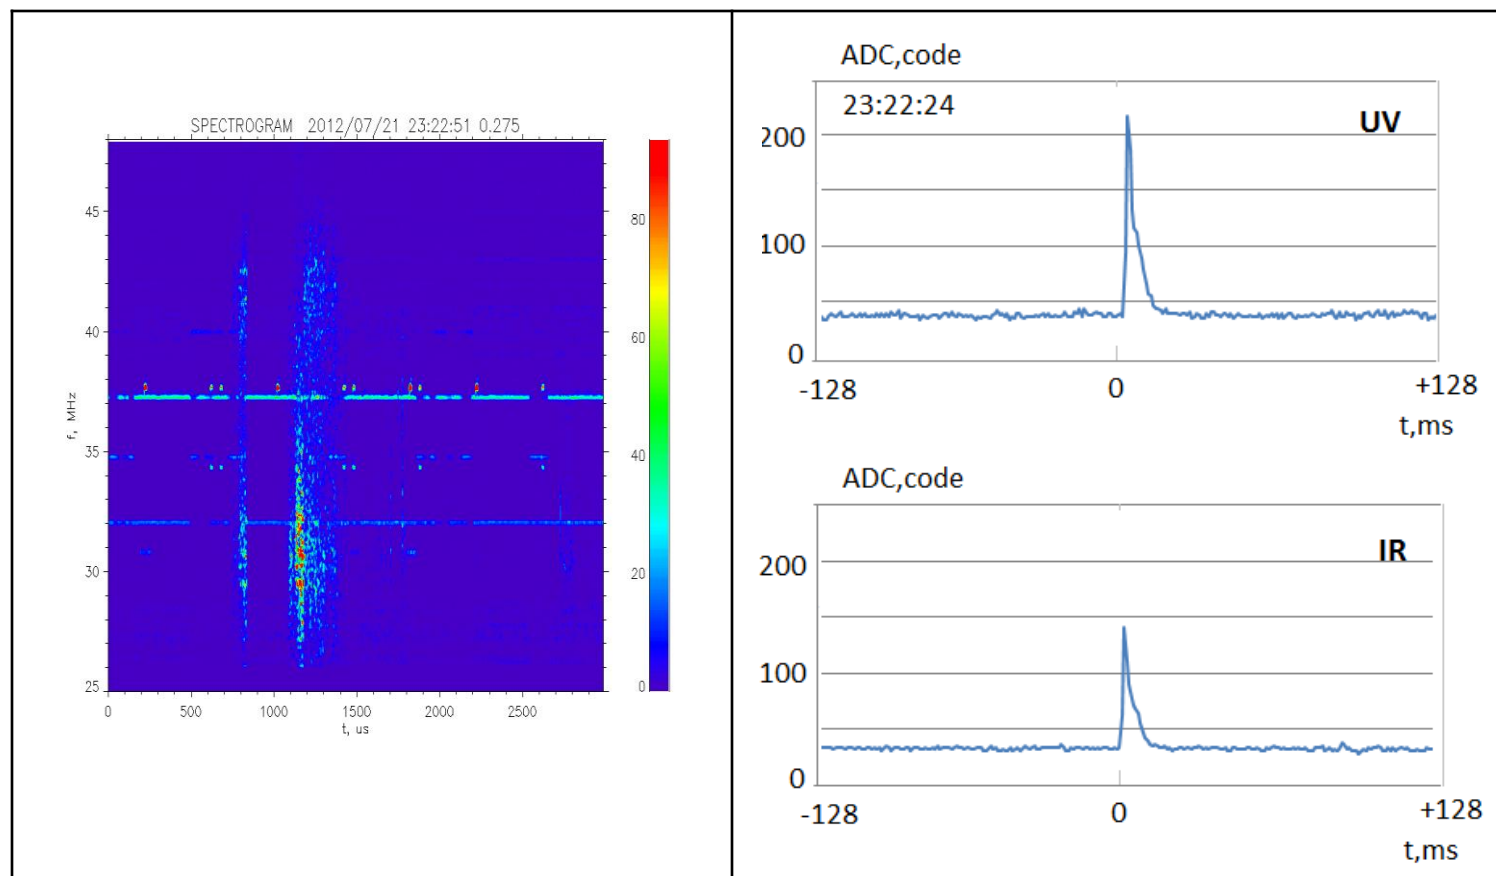 SPECTROGRAM 2012/07/21 23:22:51 0.275
45
40
35
30
25
f, MHz
0 500 1000 1500 2000 2500
t, us
80
60
40
20
0
ADC,code
23:22:24
UV
200
100
0
-128 0 +128
t,ms
ADC,code
IR
200
100
0
-128 0 +128
t,ms